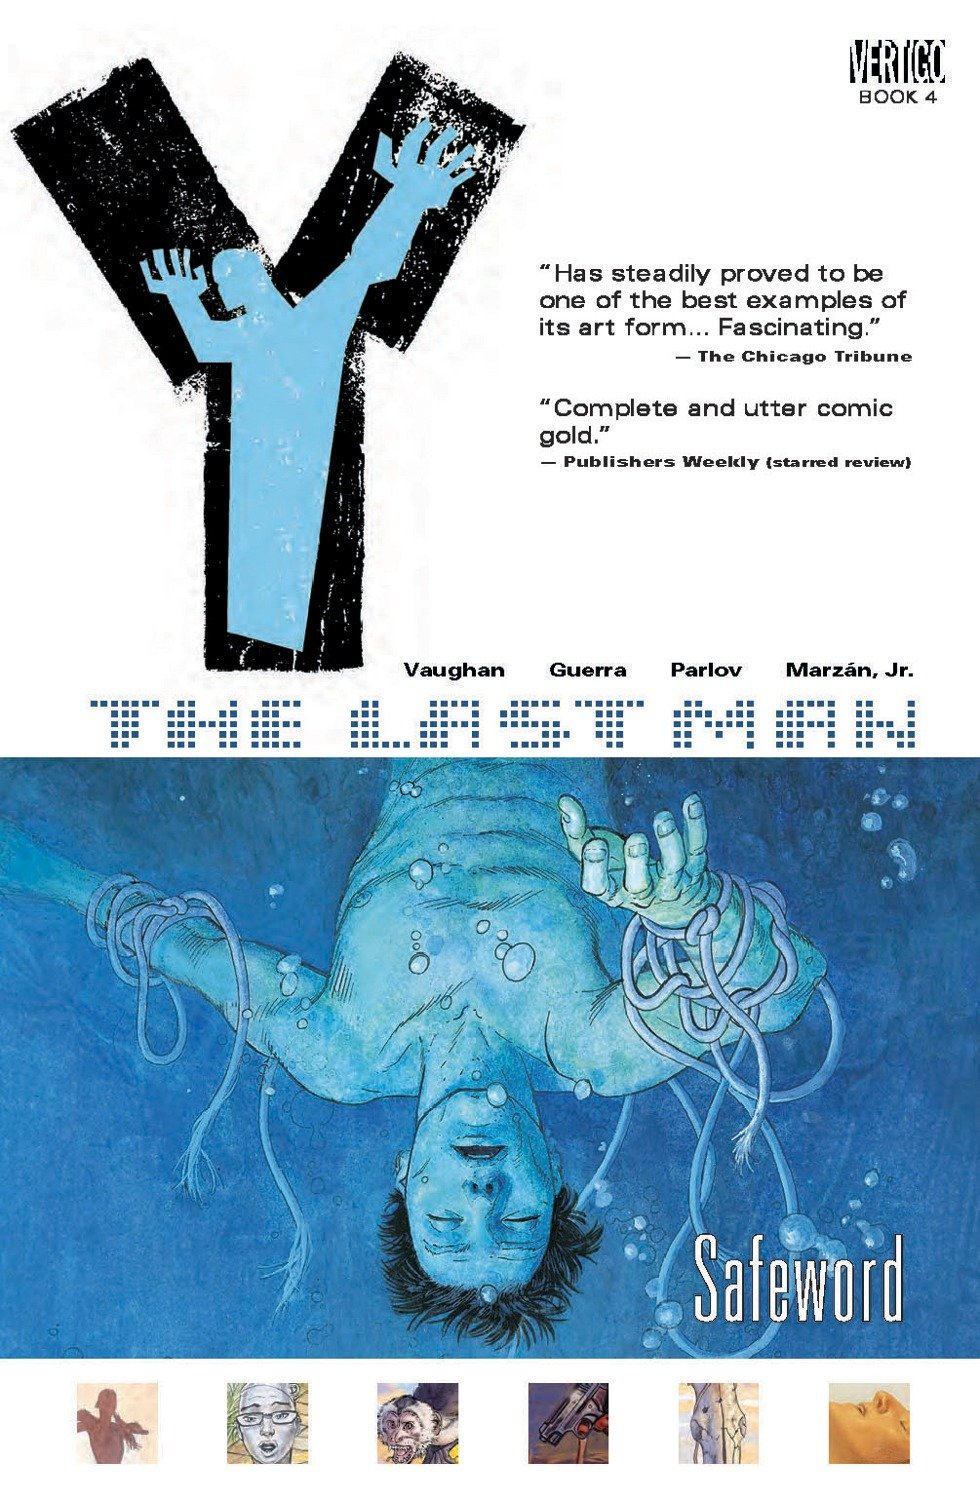 VERTIGO
BOOK 4
Y
“Has steadily proved to be
one of the best examples of
its art form... Fascinating.”
— The Chicago Tribune
“Complete and utter comic
gold.”
— Publishers Weekly (starred review)
Vaughan Guerra Parlov Marzán, Jr.
THE LAST MAN
Safeword